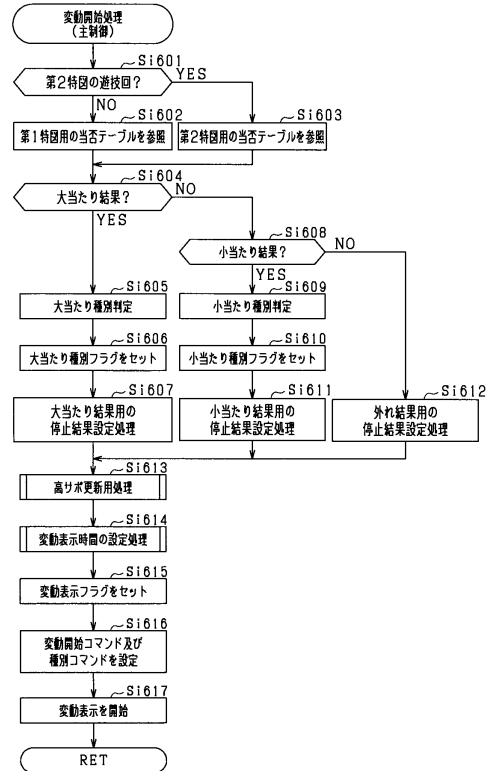 変動開始処理
(主制御)
Si601
第2特図の遊技回?
YES
NO
Si602
第1特図用の当否テーブルを参照
Si603
第2特図用の当否テーブルを参照
Si604
大当たり結果?
NO
YES
Si608
小当たり結果?
NO
YES
Si605
大当たり種別判定
Si609
小当たり種別判定
Si606
大当たり種別フラグをセット
Si610
小当たり種別フラグをセット
Si607
大当たり結果用の
停止結果設定処理
Si611
小当たり結果用の
停止結果設定処理
Si612
外れ結果用の
停止結果設定処理
Si613
高サポ更新用処理
Si614
変動表示時間の設定処理
Si615
変動表示フラグをセット
Si616
変動開始コマンド及び
種別コマンドを設定
Si617
変動表示を開始
RET